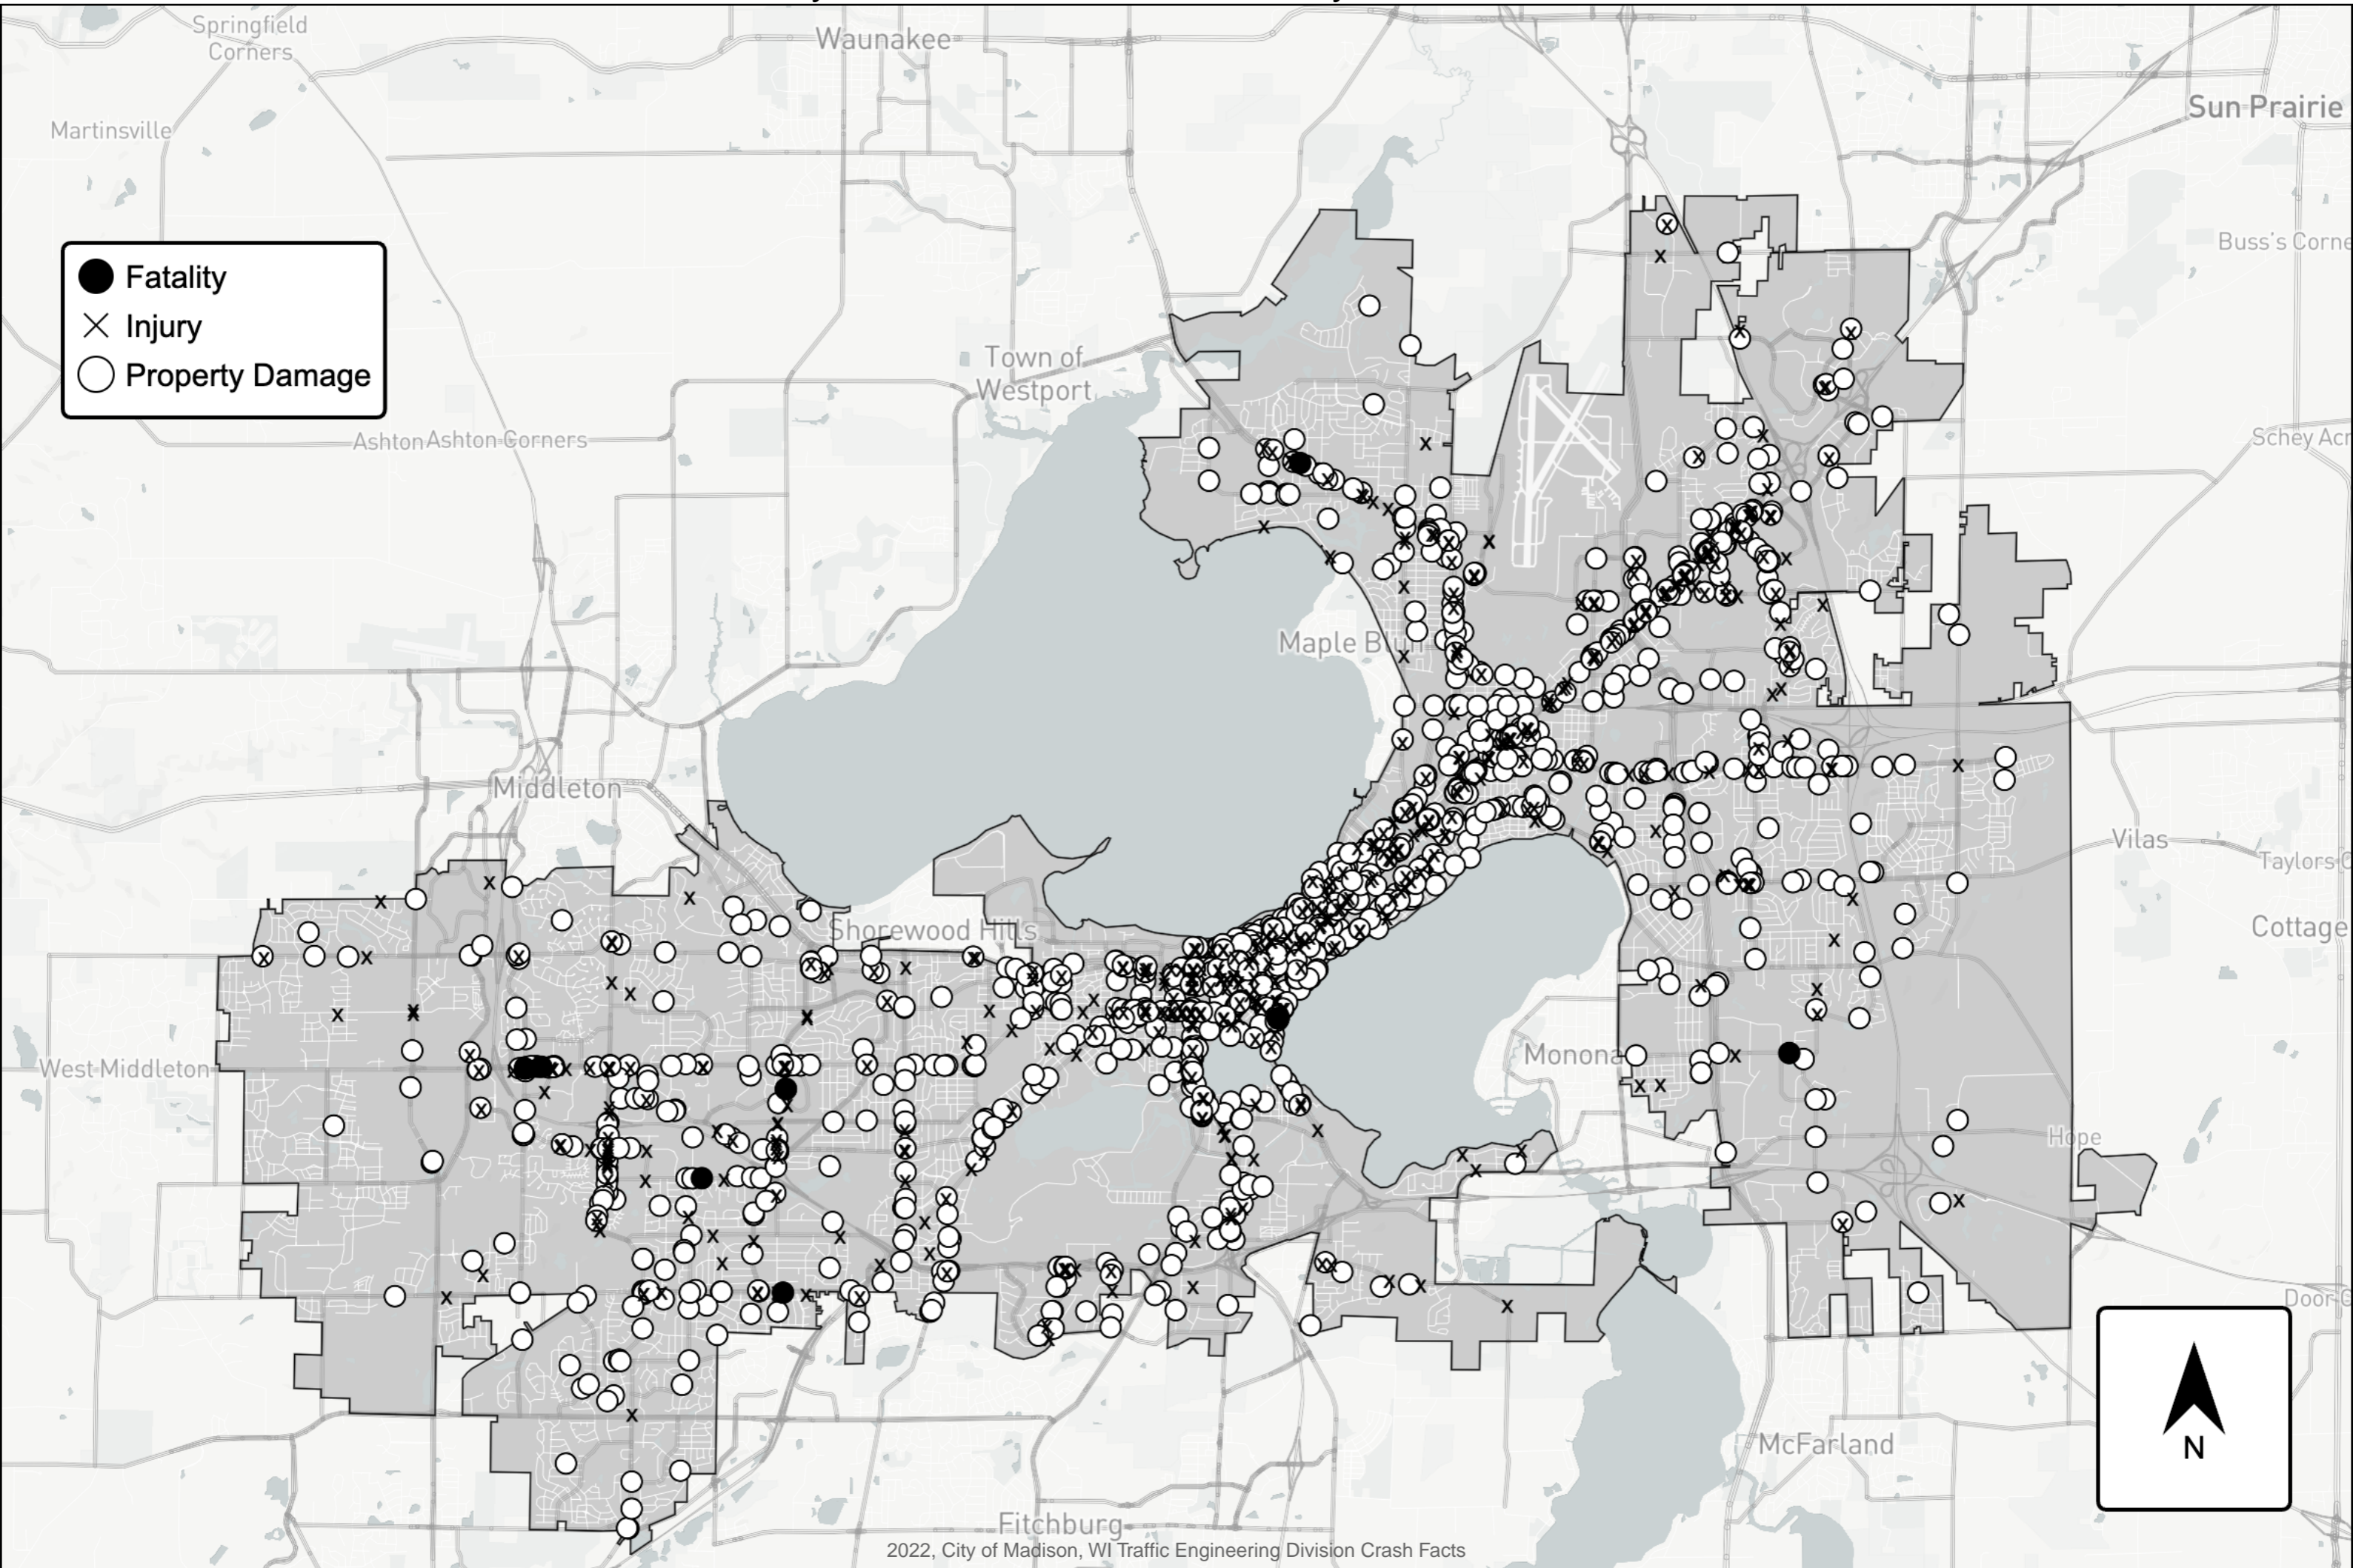 Springfield
Corners
Waunakee
Sun Prairie
Martinsville
Buss's Corne
Fatality
Injury
Property Damage
Town of
Westport
Ashton
Ashton Corners
Schey Acr
Maple Bluff
Middleton
Vilas
Taylors C
Shorewood Hills
Cottage
West Middleton
Monona
Hope
Door C
N
McFarland
Fitchburg
2022, City of Madison, WI Traffic Engineering Division Crash Facts